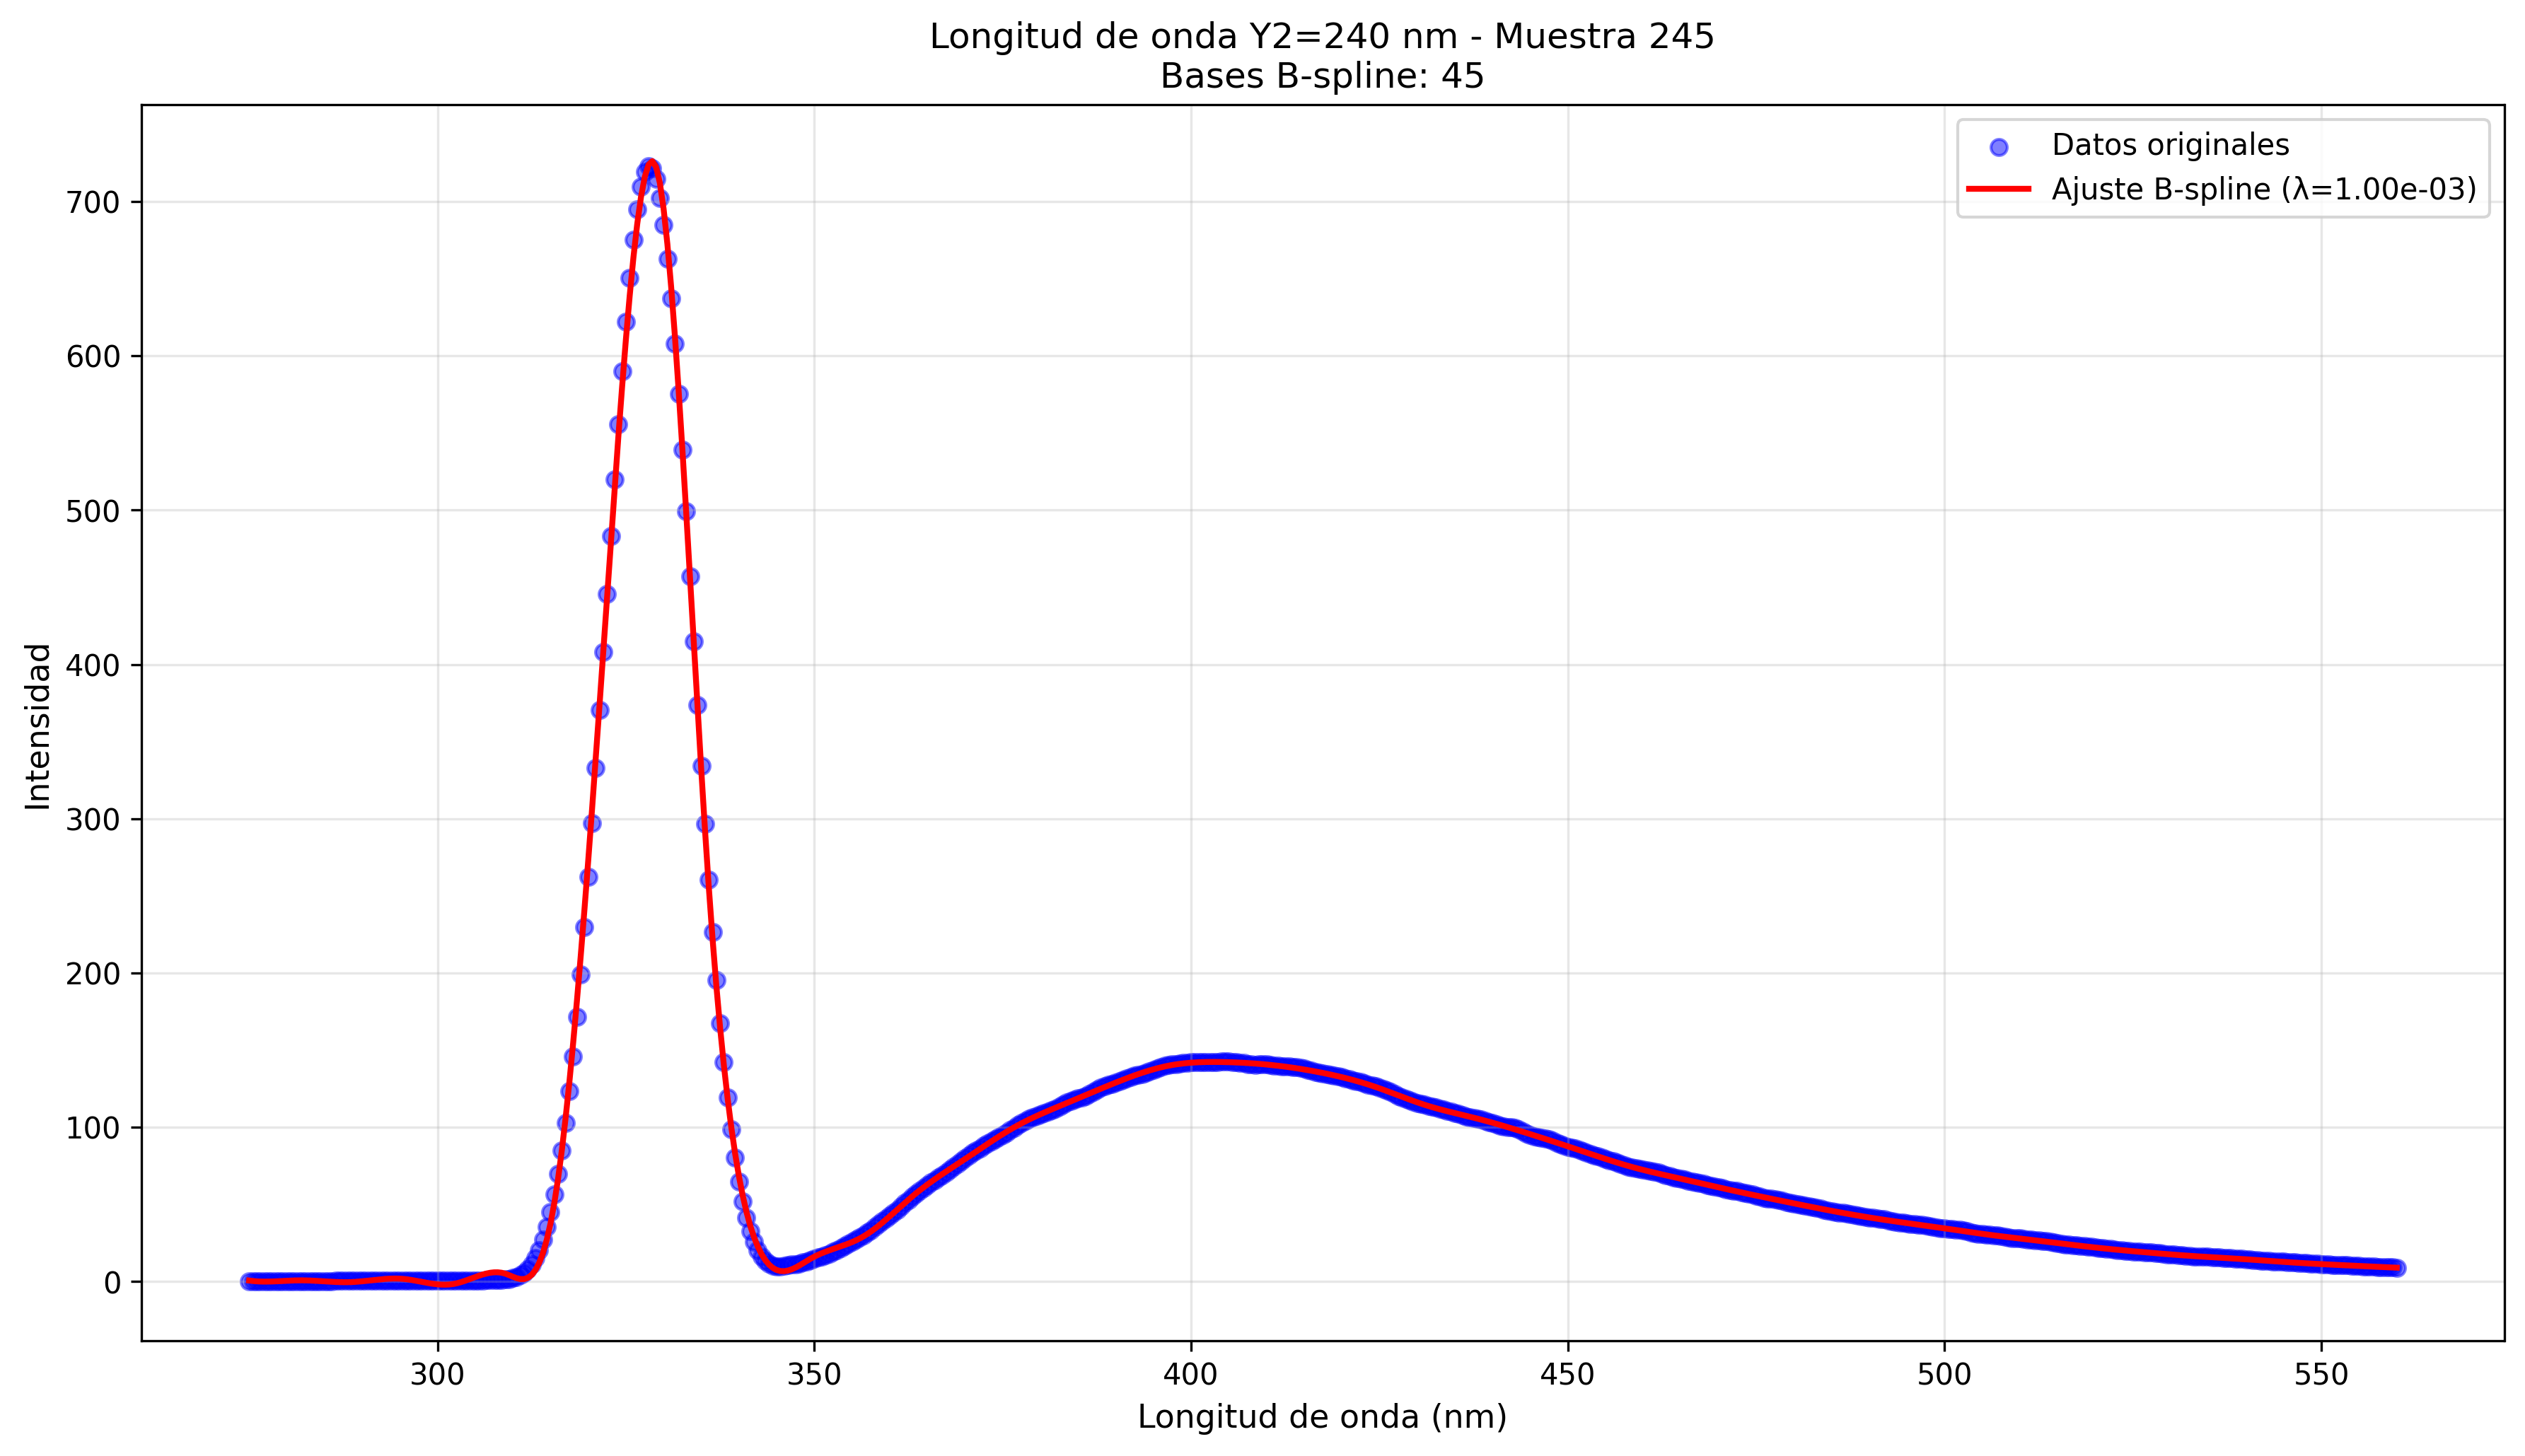 Longitud de onda Y2=240 nm - Muestra 245
Bases B-spline: 45
Datos originales
Ajuste B-spline (λ=1.00e-03)
Intensidad
700
600
500
400
300
200
100
0
300
350
400
450
500
550
Longitud de onda (nm)